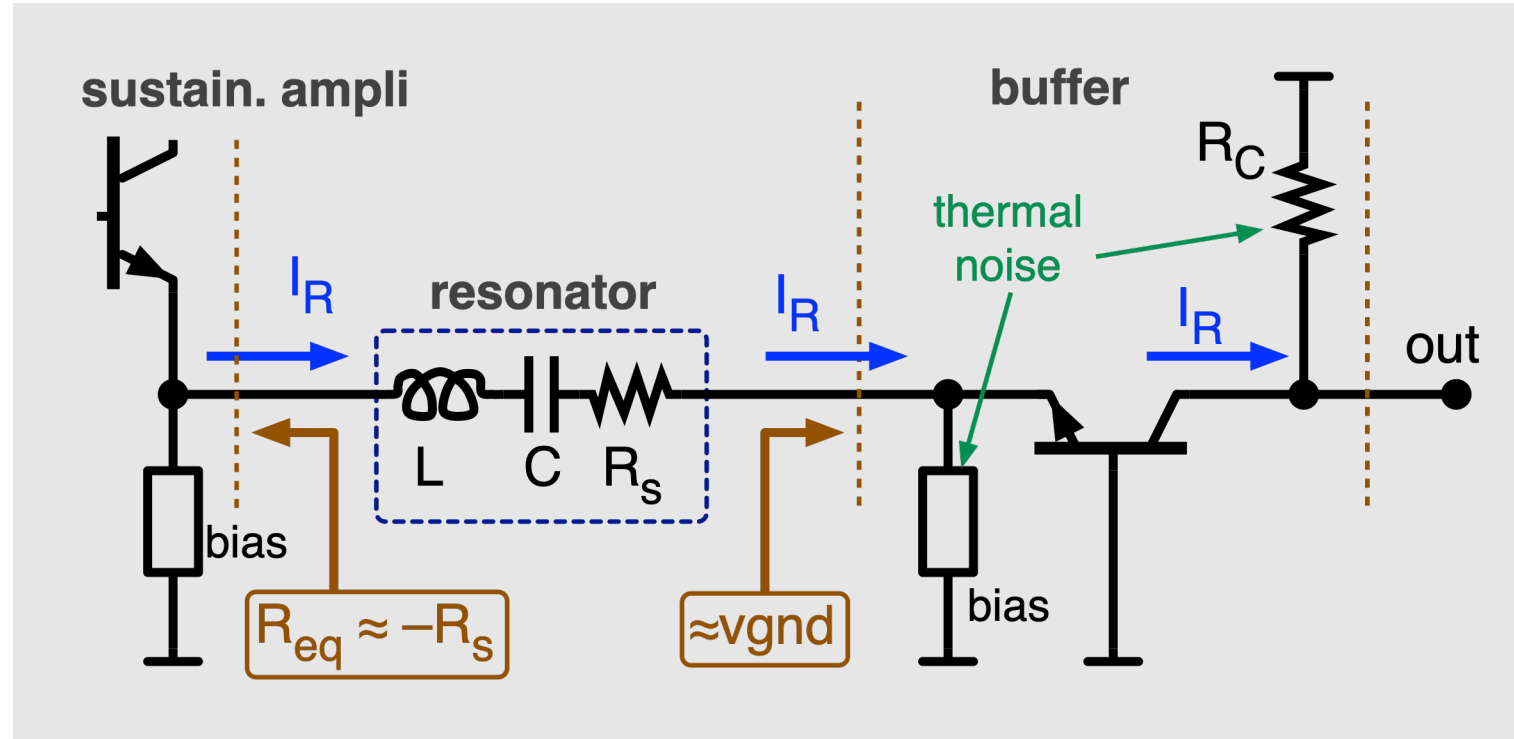 sustain. ampli
buffer
R_C
thermal
noise
I_R
resonator
I_R
I_R
out
L
C
R_s
bias
bias
R_eq ≈ –R_s
≈vgnd